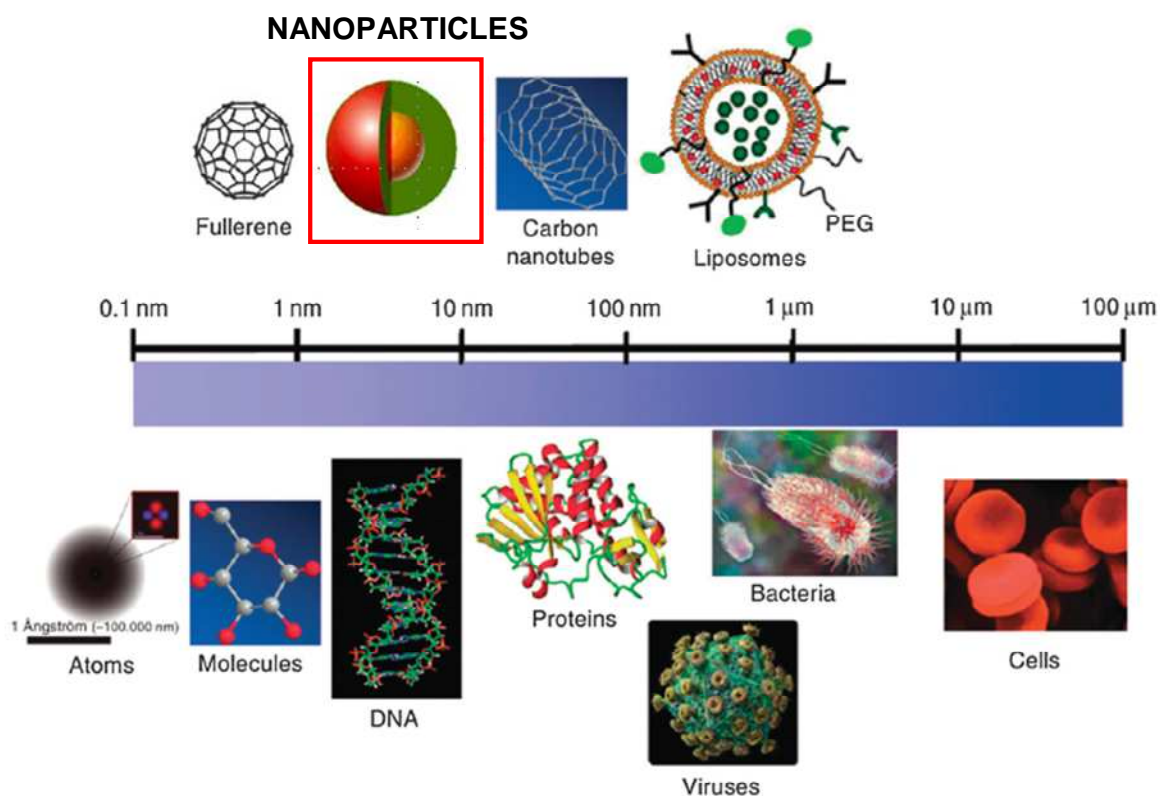 NANOPARTICLES
Fullerene
Carbon
nanotubes
Liposomes
PEG
0.1 nm 1 nm 10 nm 100 nm 1 µm 10 µm 100 µm
1 Ångström (~100.000 nm)
Atoms
Molecules
DNA
Proteins
Viruses
Bacteria
Cells